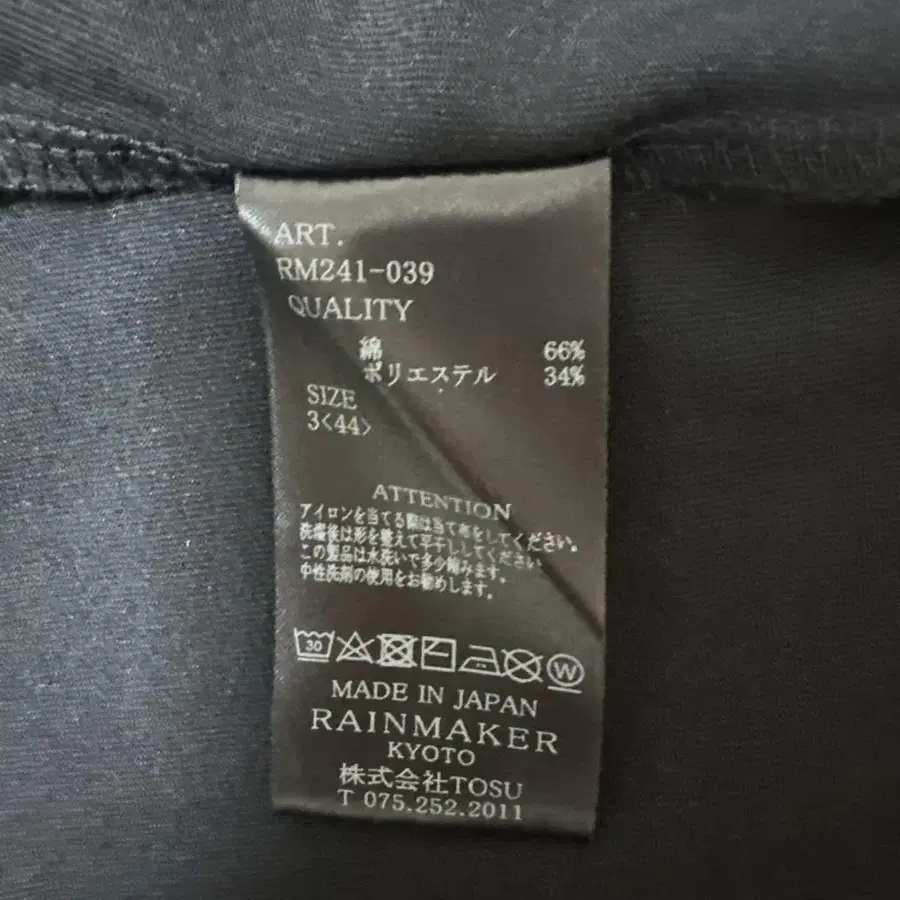 ART.
RM241-039
QUALITY
綿 66%
ポリエステル 34%
SIZE
3<44>
ATTENTION
アイロンを当てる際は当て布をしてください。
洗濯後は形を整えて平干ししてください
この製品は水洗いで多少縮みます。
中性洗剤の使用をお勧めします。
30 W
MADE IN JAPAN
RAINMAKER
KYOTO
株式会社TOSU
T 075.252.2011